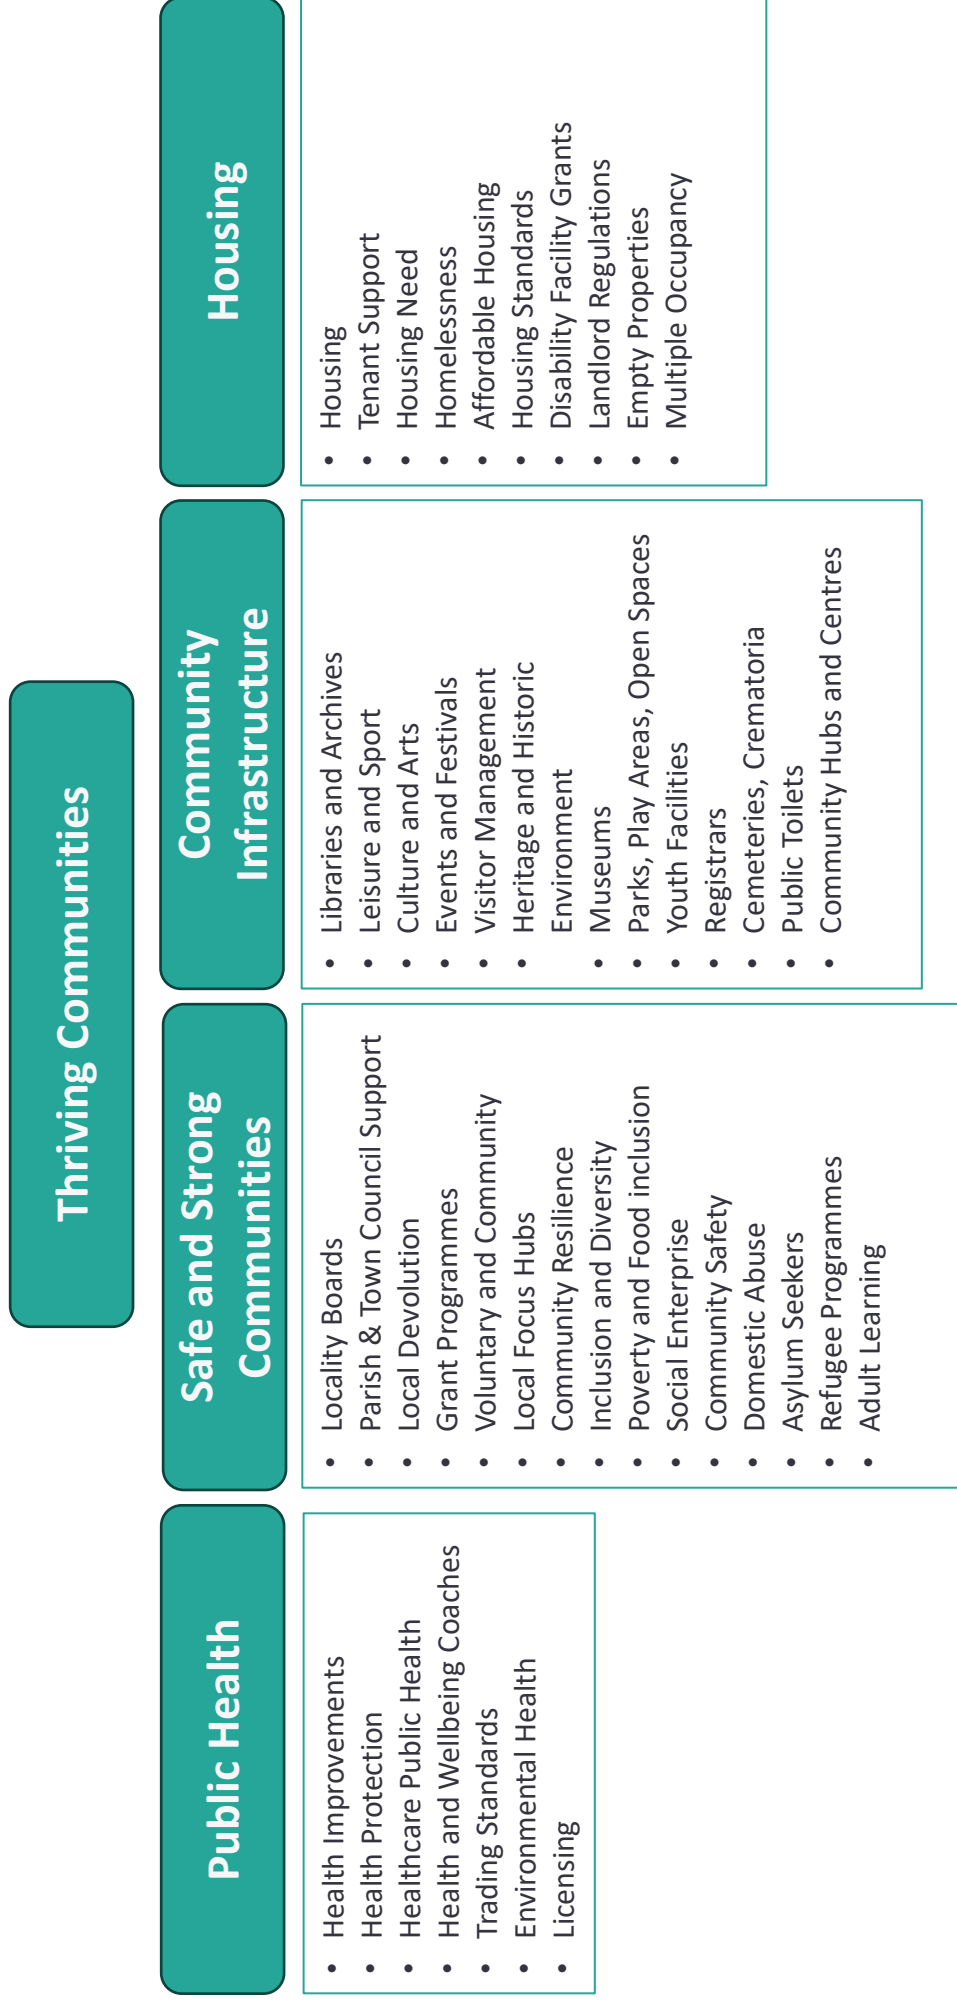 Thriving Communities
Public Health
• Health Improvements
• Health Protection
• Healthcare Public Health
• Health and Wellbeing Coaches
• Trading Standards
• Environmental Health
• Licensing
Safe and Strong
Communities
• Locality Boards
• Parish & Town Council Support
• Local Devolution
• Grant Programmes
• Voluntary and Community
• Local Focus Hubs
• Community Resilience
• Inclusion and Diversity
• Poverty and Food inclusion
• Social Enterprise
• Community Safety
• Domestic Abuse
• Asylum Seekers
• Refugee Programmes
• Adult Learning
Community
Infrastructure
• Libraries and Archives
• Leisure and Sport
• Culture and Arts
• Events and Festivals
• Visitor Management
• Heritage and Historic
Environment
• Museums
• Parks, Play Areas, Open Spaces
• Youth Facilities
• Registrars
• Cemeteries, Crematoria
• Public Toilets
• Community Hubs and Centres
Housing
• Housing
• Tenant Support
• Housing Need
• Homelessness
• Affordable Housing
• Housing Standards
• Disability Facility Grants
• Landlord Regulations
• Empty Properties
• Multiple Occupancy